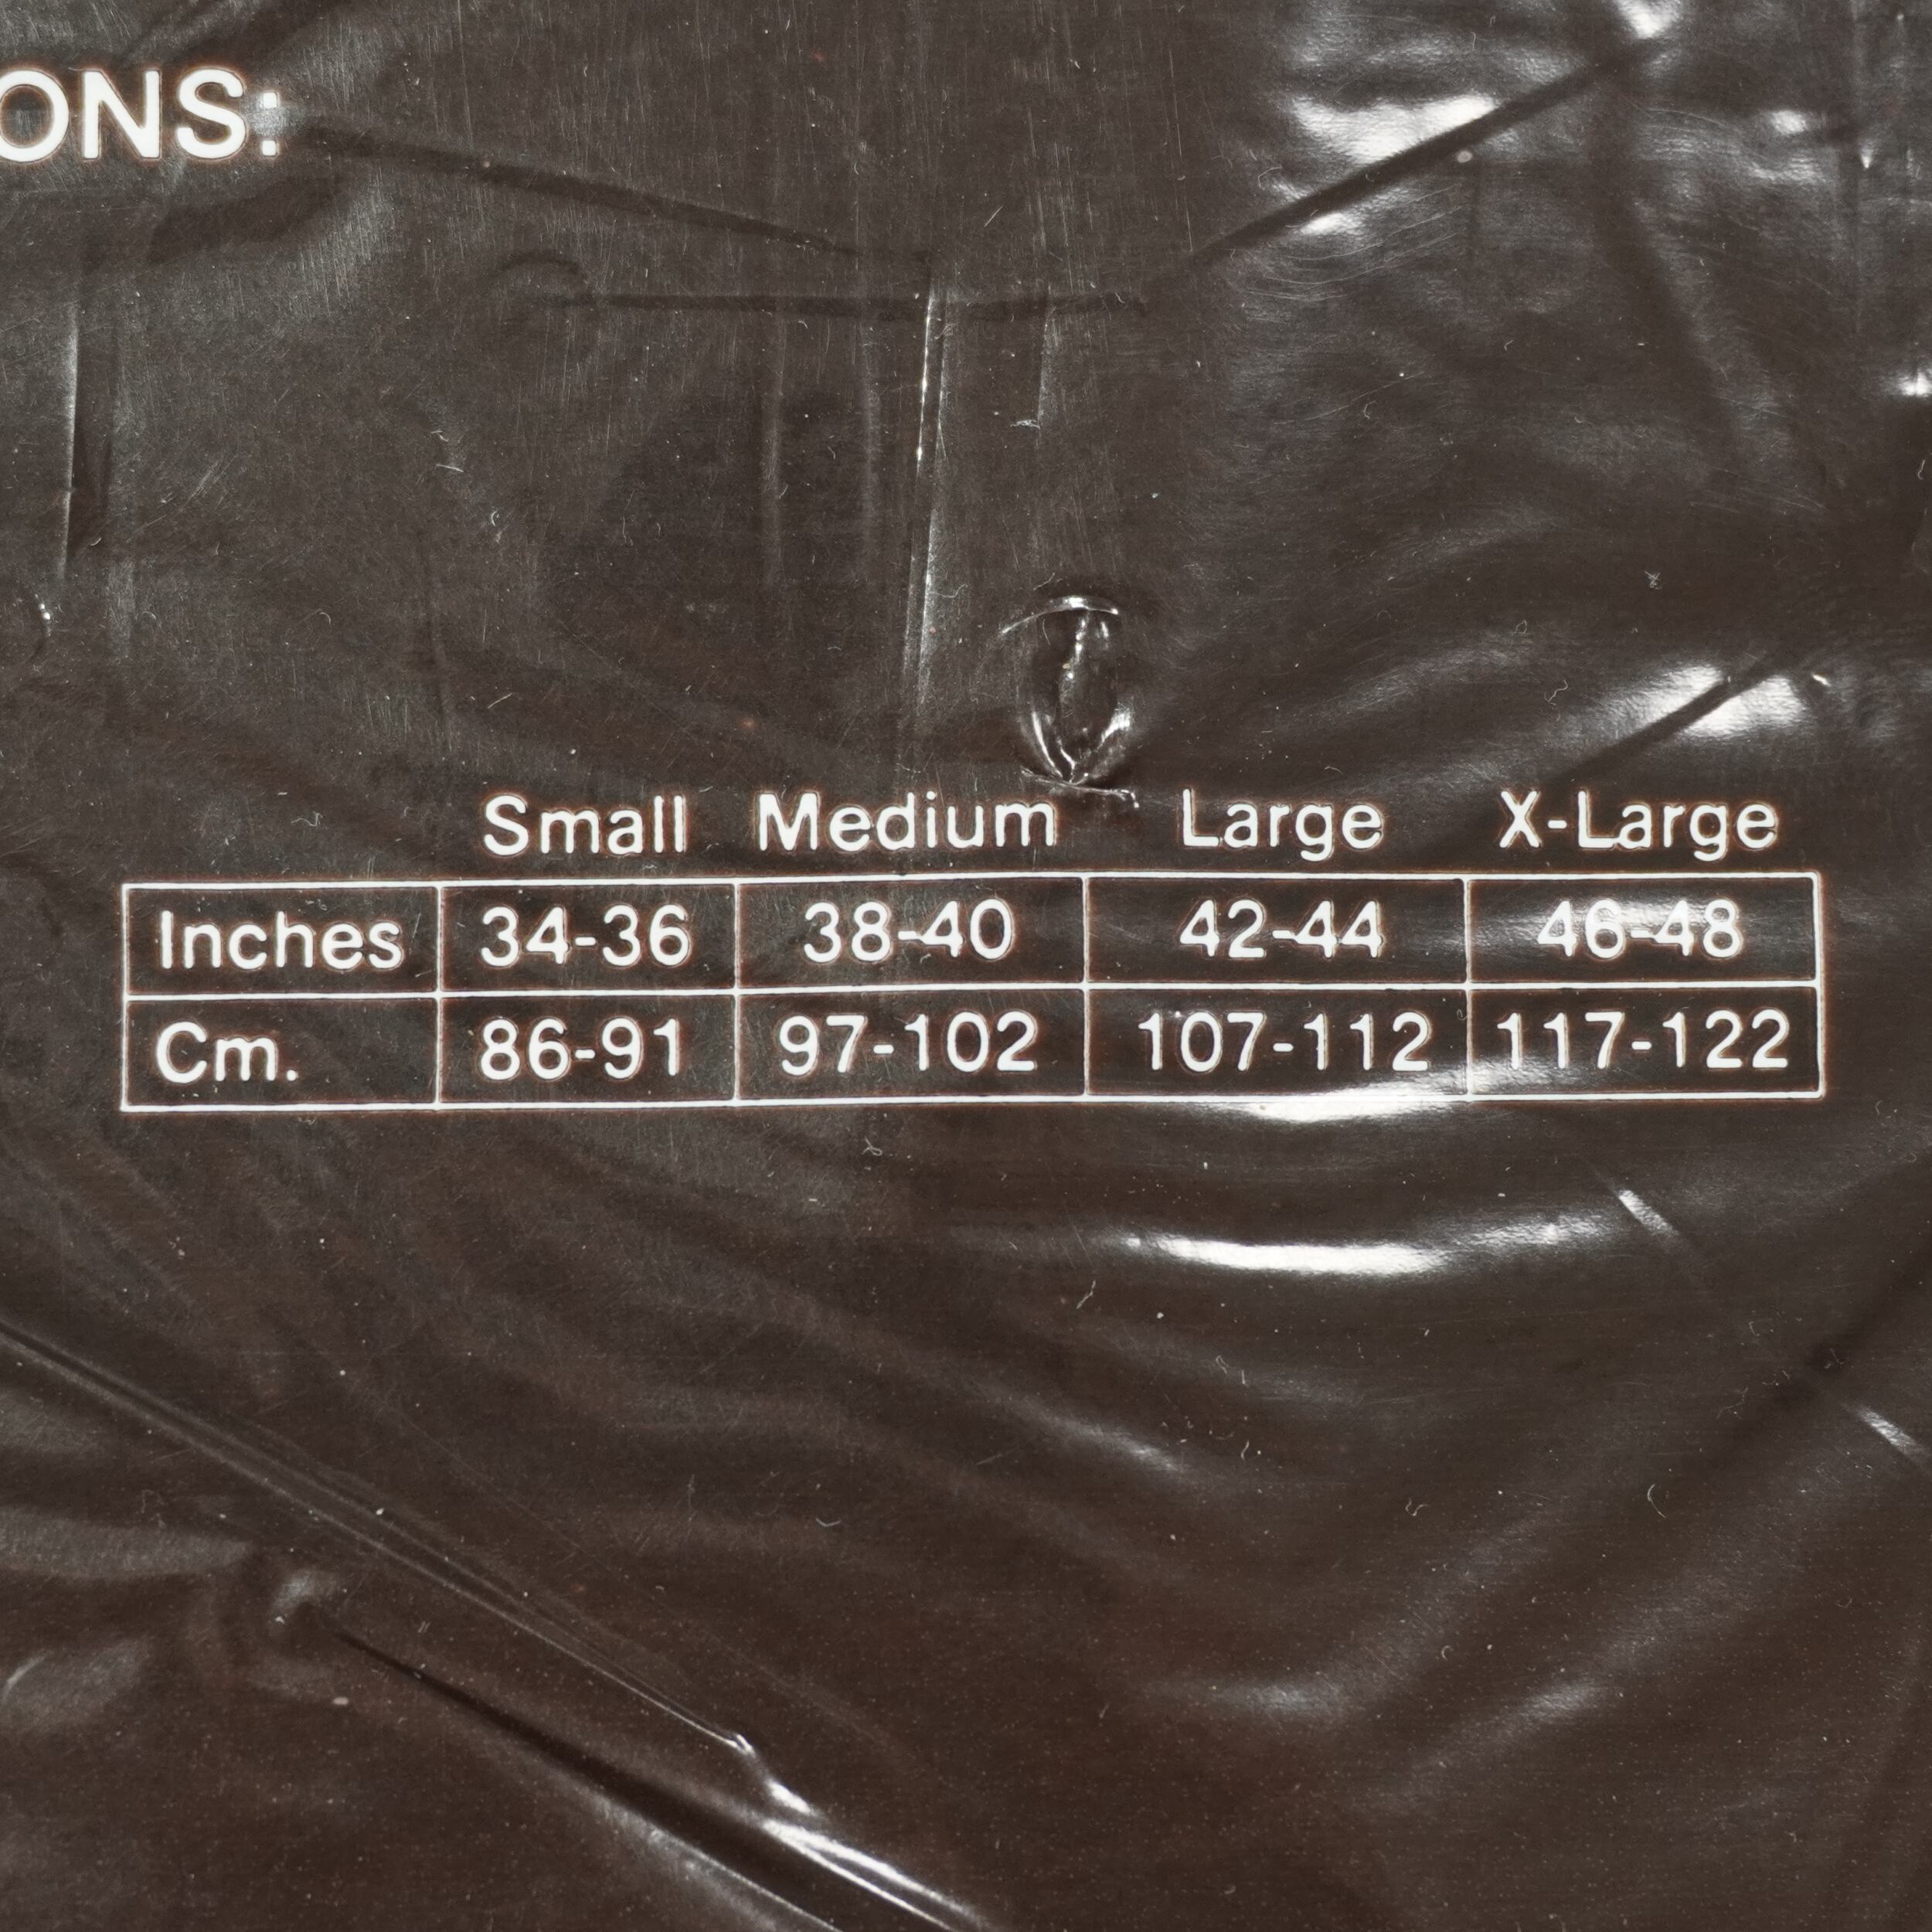 ONS:
Small Medium Large X-Large
Inches 34-36 38-40 42-44 46-48
Cm. 86-91 97-102 107-112 117-122